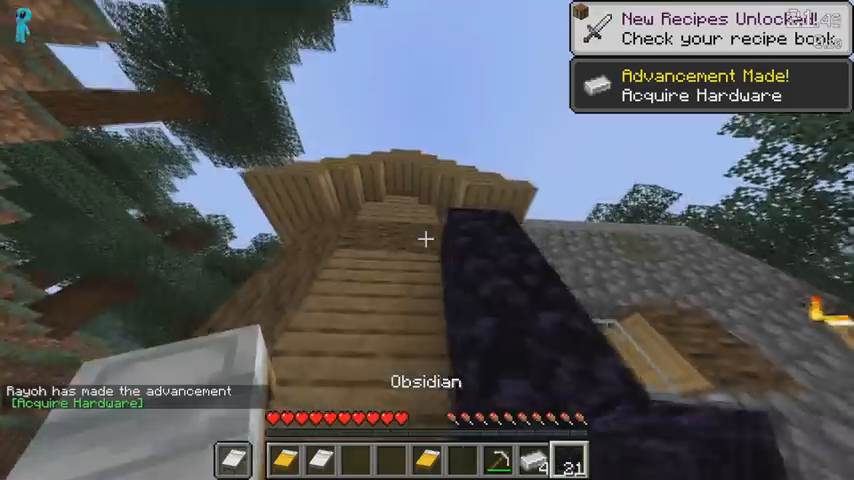 New Recipes Unlocked!
Check your recipe book
Advancement Made!
Acquire Hardware
Obsidian
Rayoh has made the advancement
[Acquire Hardware]
4
21